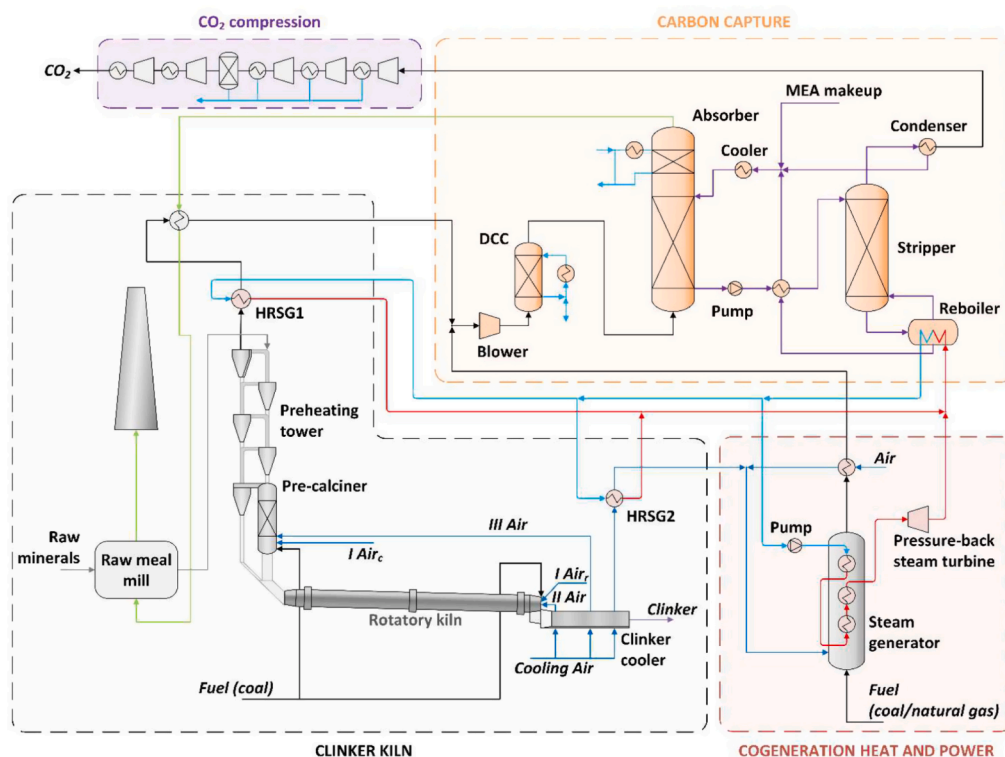 CO2 compression
CARBON CAPTURE
CO2
MEA makeup
Absorber
Condenser
Cooler
DCC
Stripper
HRSG1
Pump
Reboiler
Blower
Preheating
tower
Pre-calciner
Air
III Air
HRSG2
Pump
Pressure-back
steam turbine
Raw
minerals
Raw meal
mill
I Airc
I Airr
II Air
Rotatory kiln
Clinker
Clinker
cooler
Steam
generator
Cooling Air
Fuel (coal)
Fuel
(coal/natural gas)
CLINKER KILN
COGENERATION HEAT AND POWER